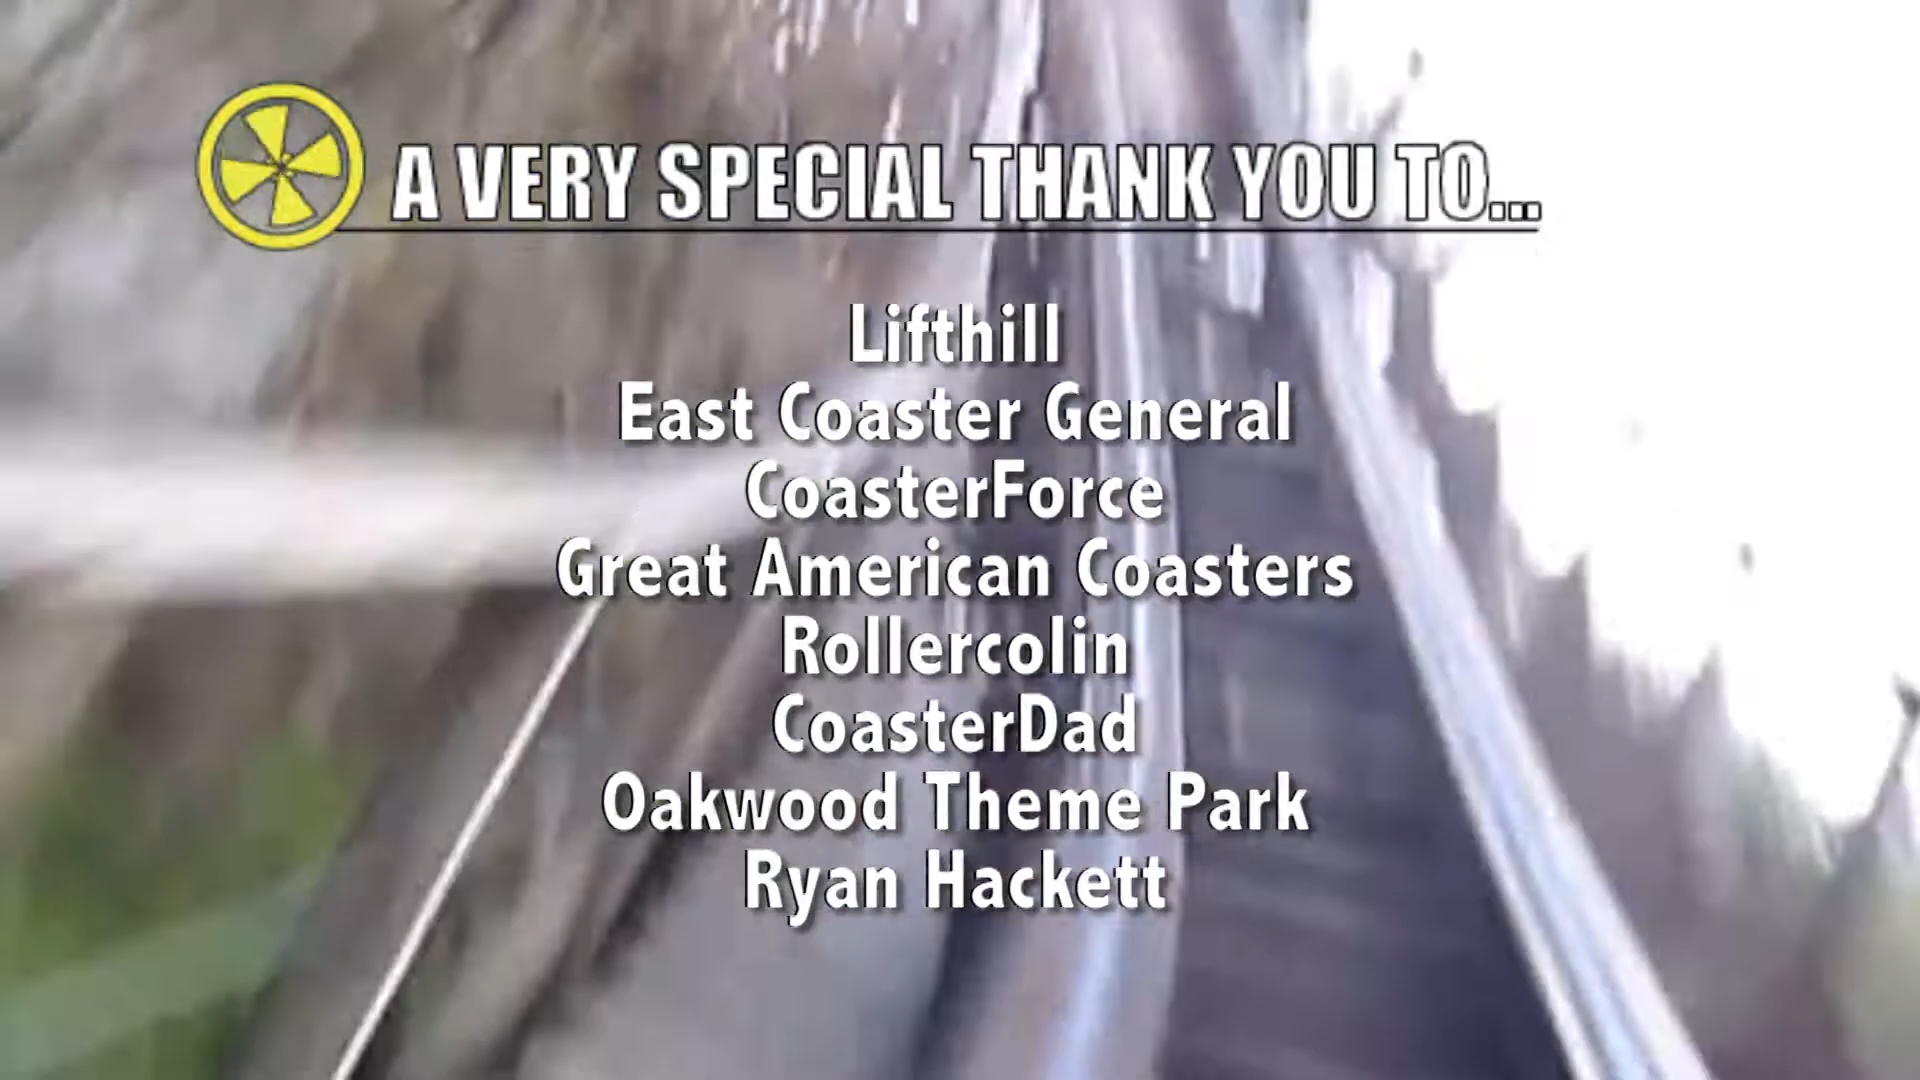 A VERY SPECIAL THANK YOU TO...
Lifthill
East Coaster General
CoasterForce
Great American Coasters
Rollercolin
CoasterDad
Oakwood Theme Park
Ryan Hackett